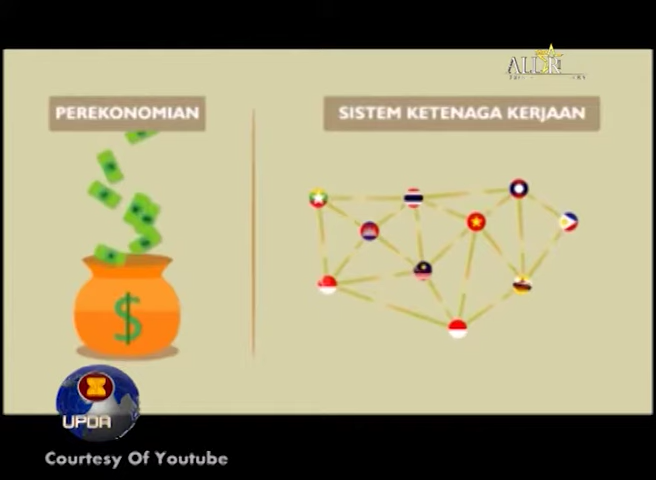 PEREKONOMIAN
SISTEM KETENAGA KERJAAN
$
UPDA
Courtesy Of Youtube